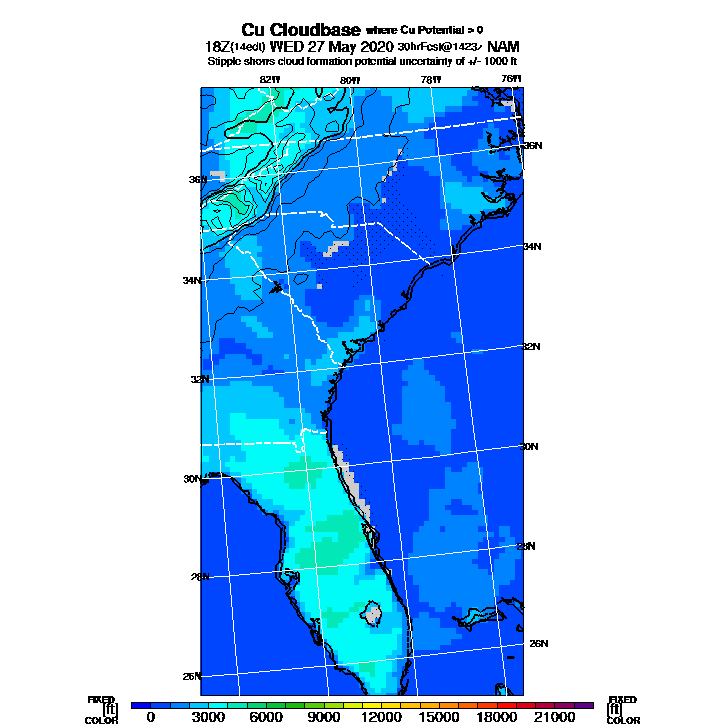 Cu Cloudbase where Cu Potential > 0
18Z(14edt) WED 27 May 2020 30hrFcst@1423z NAM
Stipple shows cloud formation potential uncertainty of +/- 1000 ft
82W 80W 78W 76W
36N
36N
34N
34N
32N
32N
30N
30N
28N
28N
26N
26N
FIXED FIXED
[ft] [ft]
COLOR COLOR
0 3000 6000 9000 12000 15000 18000 21000